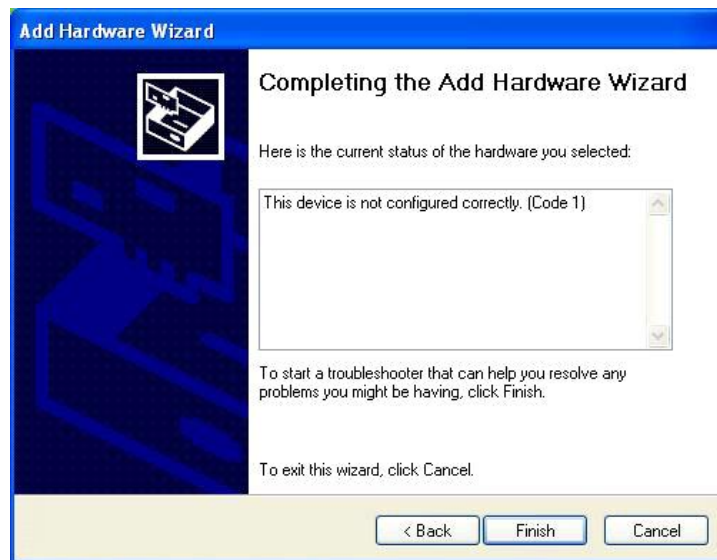 Add Hardware Wizard
Completing the Add Hardware Wizard
Here is the current status of the hardware you selected:
This device is not configured correctly. (Code 1)
To start a troubleshooter that can help you resolve any
problems you might be having, click Finish.
To exit this wizard, click Cancel.
< Back Finish Cancel